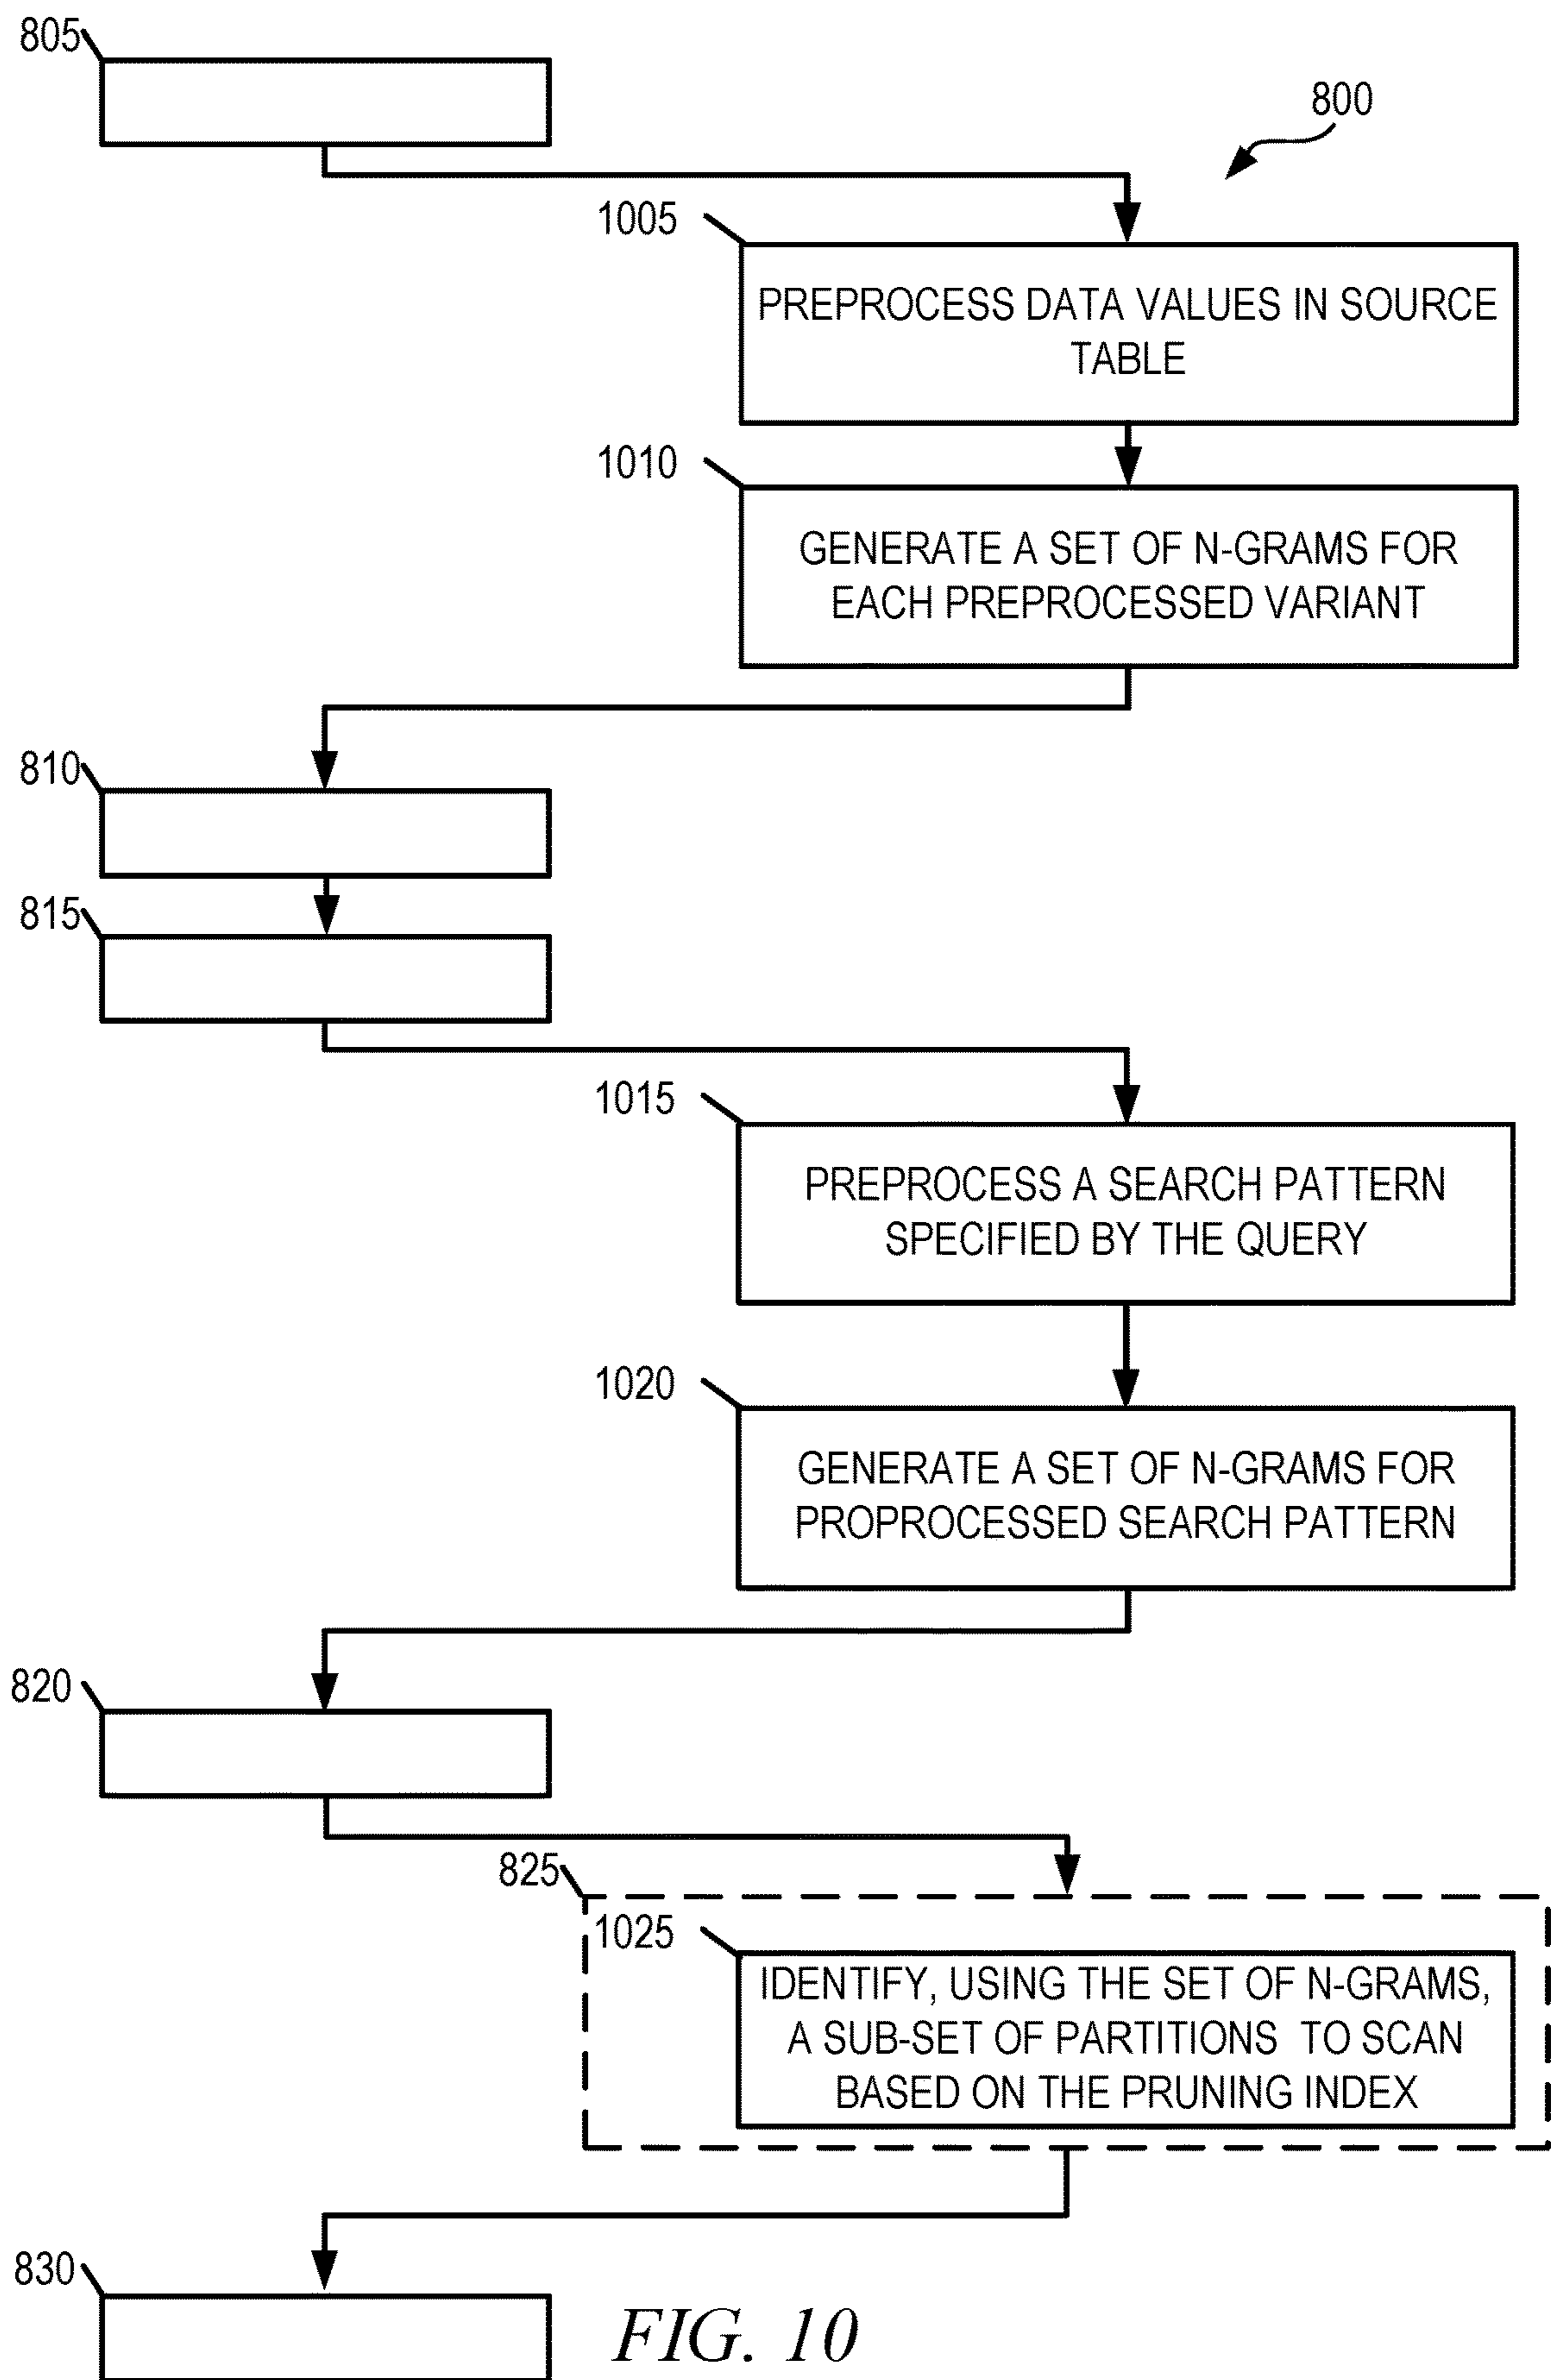 805
800
1005
PREPROCESS DATA VALUES IN SOURCE
TABLE
1010
GENERATE A SET OF N-GRAMS FOR
EACH PREPROCESSED VARIANT
810
815
1015
PREPROCESS A SEARCH PATTERN
SPECIFIED BY THE QUERY
1020
GENERATE A SET OF N-GRAMS FOR
PROPROCESSED SEARCH PATTERN
820
825
1025
IDENTIFY, USING THE SET OF N-GRAMS,
A SUB-SET OF PARTITIONS TO SCAN
BASED ON THE PRUNING INDEX
830
FIG. 10